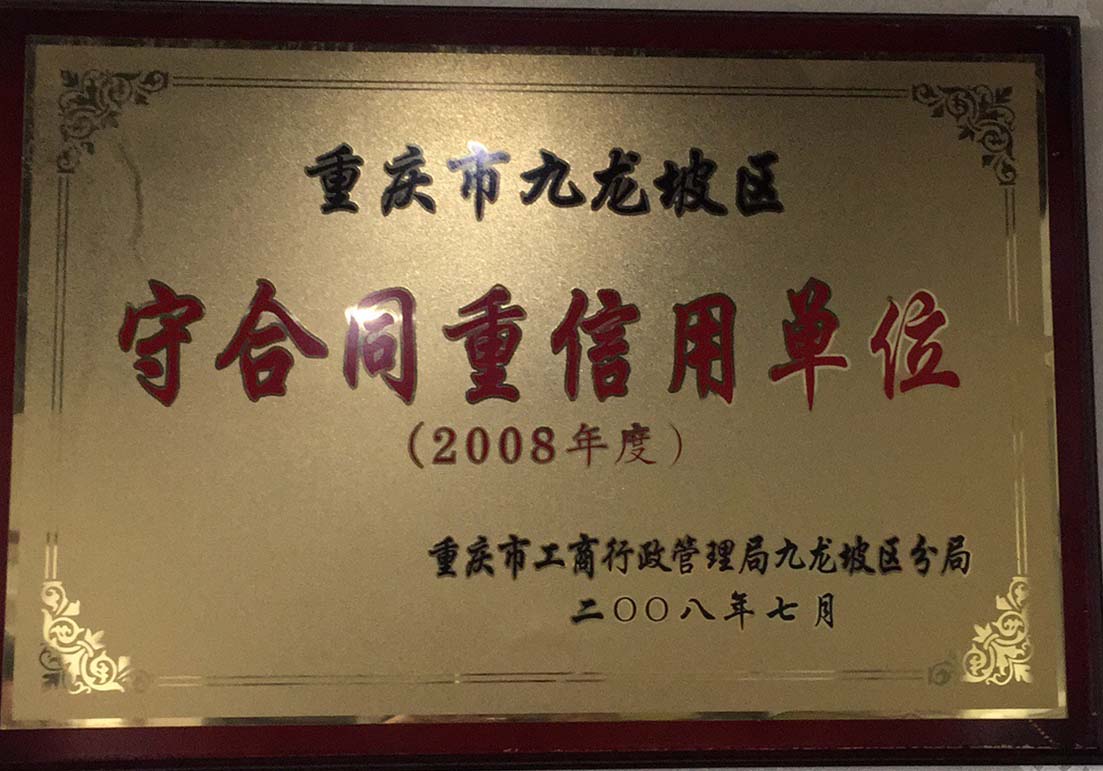 重庆市九龙坡区
守合同重信用单位
（2008年度）
重庆市工商行政管理局九龙坡区分局
二〇〇八年七月